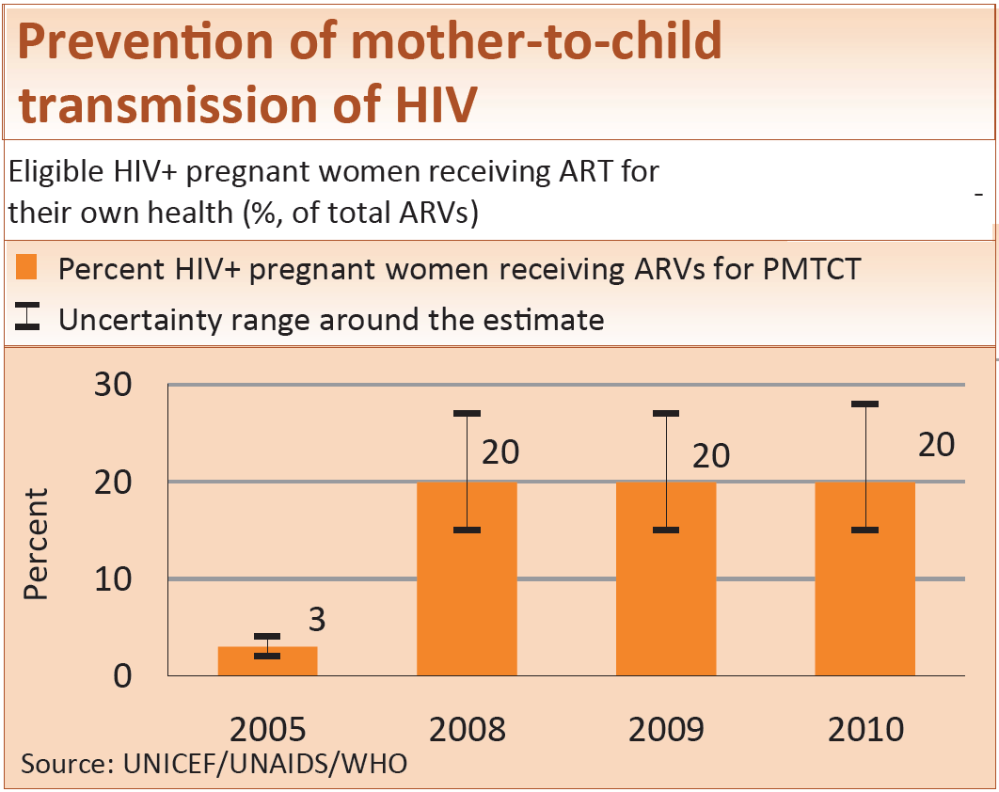 Prevention of mother-to-child
transmission of HIV
Eligible HIV+ pregnant women receiving ART for
their own health (%, of total ARVs)
-
Percent HIV+ pregnant women receiving ARVs for PMTCT
Uncertainty range around the estimate
Percent
30
20
10
0
3
20
20
20
2005
2008
2009
2010
Source: UNICEF/UNAIDS/WHO